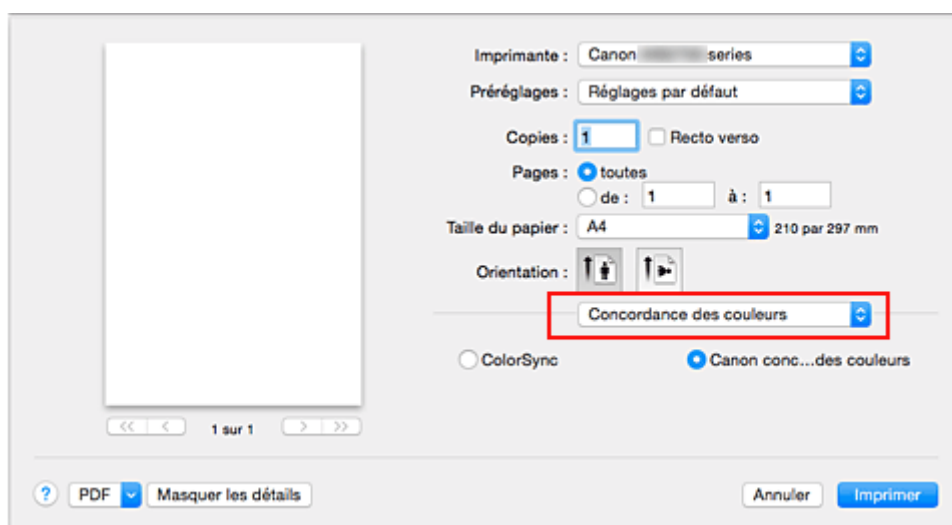 Imprimante : Canon series
Préréglages : Réglages par défaut
Copies : 1 Recto verso
Pages : toutes
de : 1 à : 1
Taille du papier : A4 210 par 297 mm
Orientation :
Concordance des couleurs
ColorSync Canon conc...des couleurs
1 sur 1
? PDF Masquer les détails Annuler Imprimer